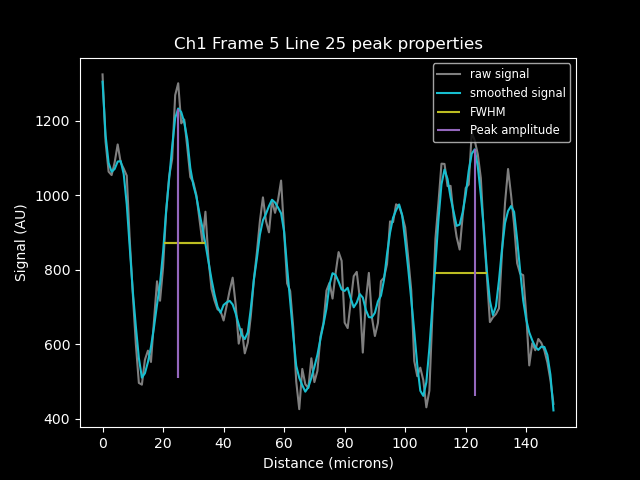 Ch1 Frame 5 Line 25 peak properties
raw signal
smoothed signal
FWHM
Peak amplitude
Signal (AU)
1200
1000
800
600
400
0 20 40 60 80 100 120 140
Distance (microns)